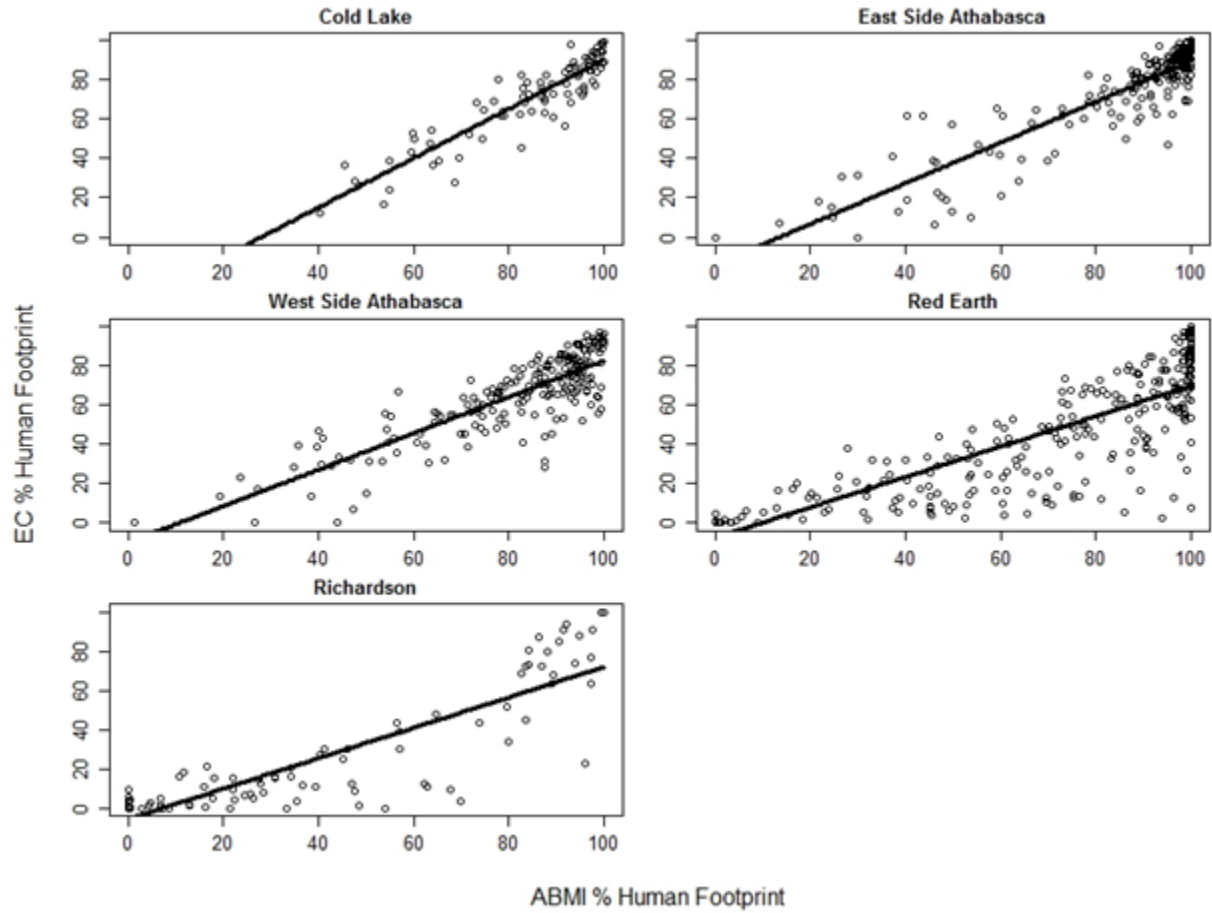 Cold Lake
East Side Athabasca
80
60
40
20
0
80
60
40
20
0
0 20 40 60 80 100
0 20 40 60 80 100
West Side Athabasca
Red Earth
80
60
40
20
0
80
60
40
20
0
0 20 40 60 80 100
0 20 40 60 80 100
Richardson
80
60
40
20
0
0 20 40 60 80 100
EC % Human Footprint
ABMI % Human Footprint